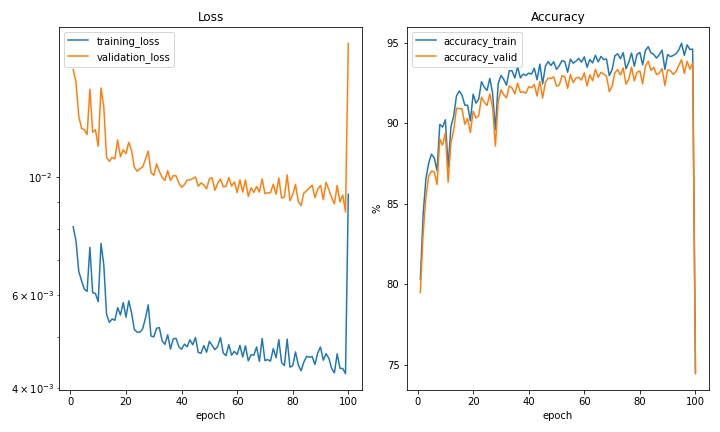 Loss
training_loss
validation_loss
10⁻²
6 × 10⁻³
4 × 10⁻³
0
20
40
60
80
100
epoch
Accuracy
accuracy_train
accuracy_valid
95
90
85
80
75
%
0
20
40
60
80
100
epoch